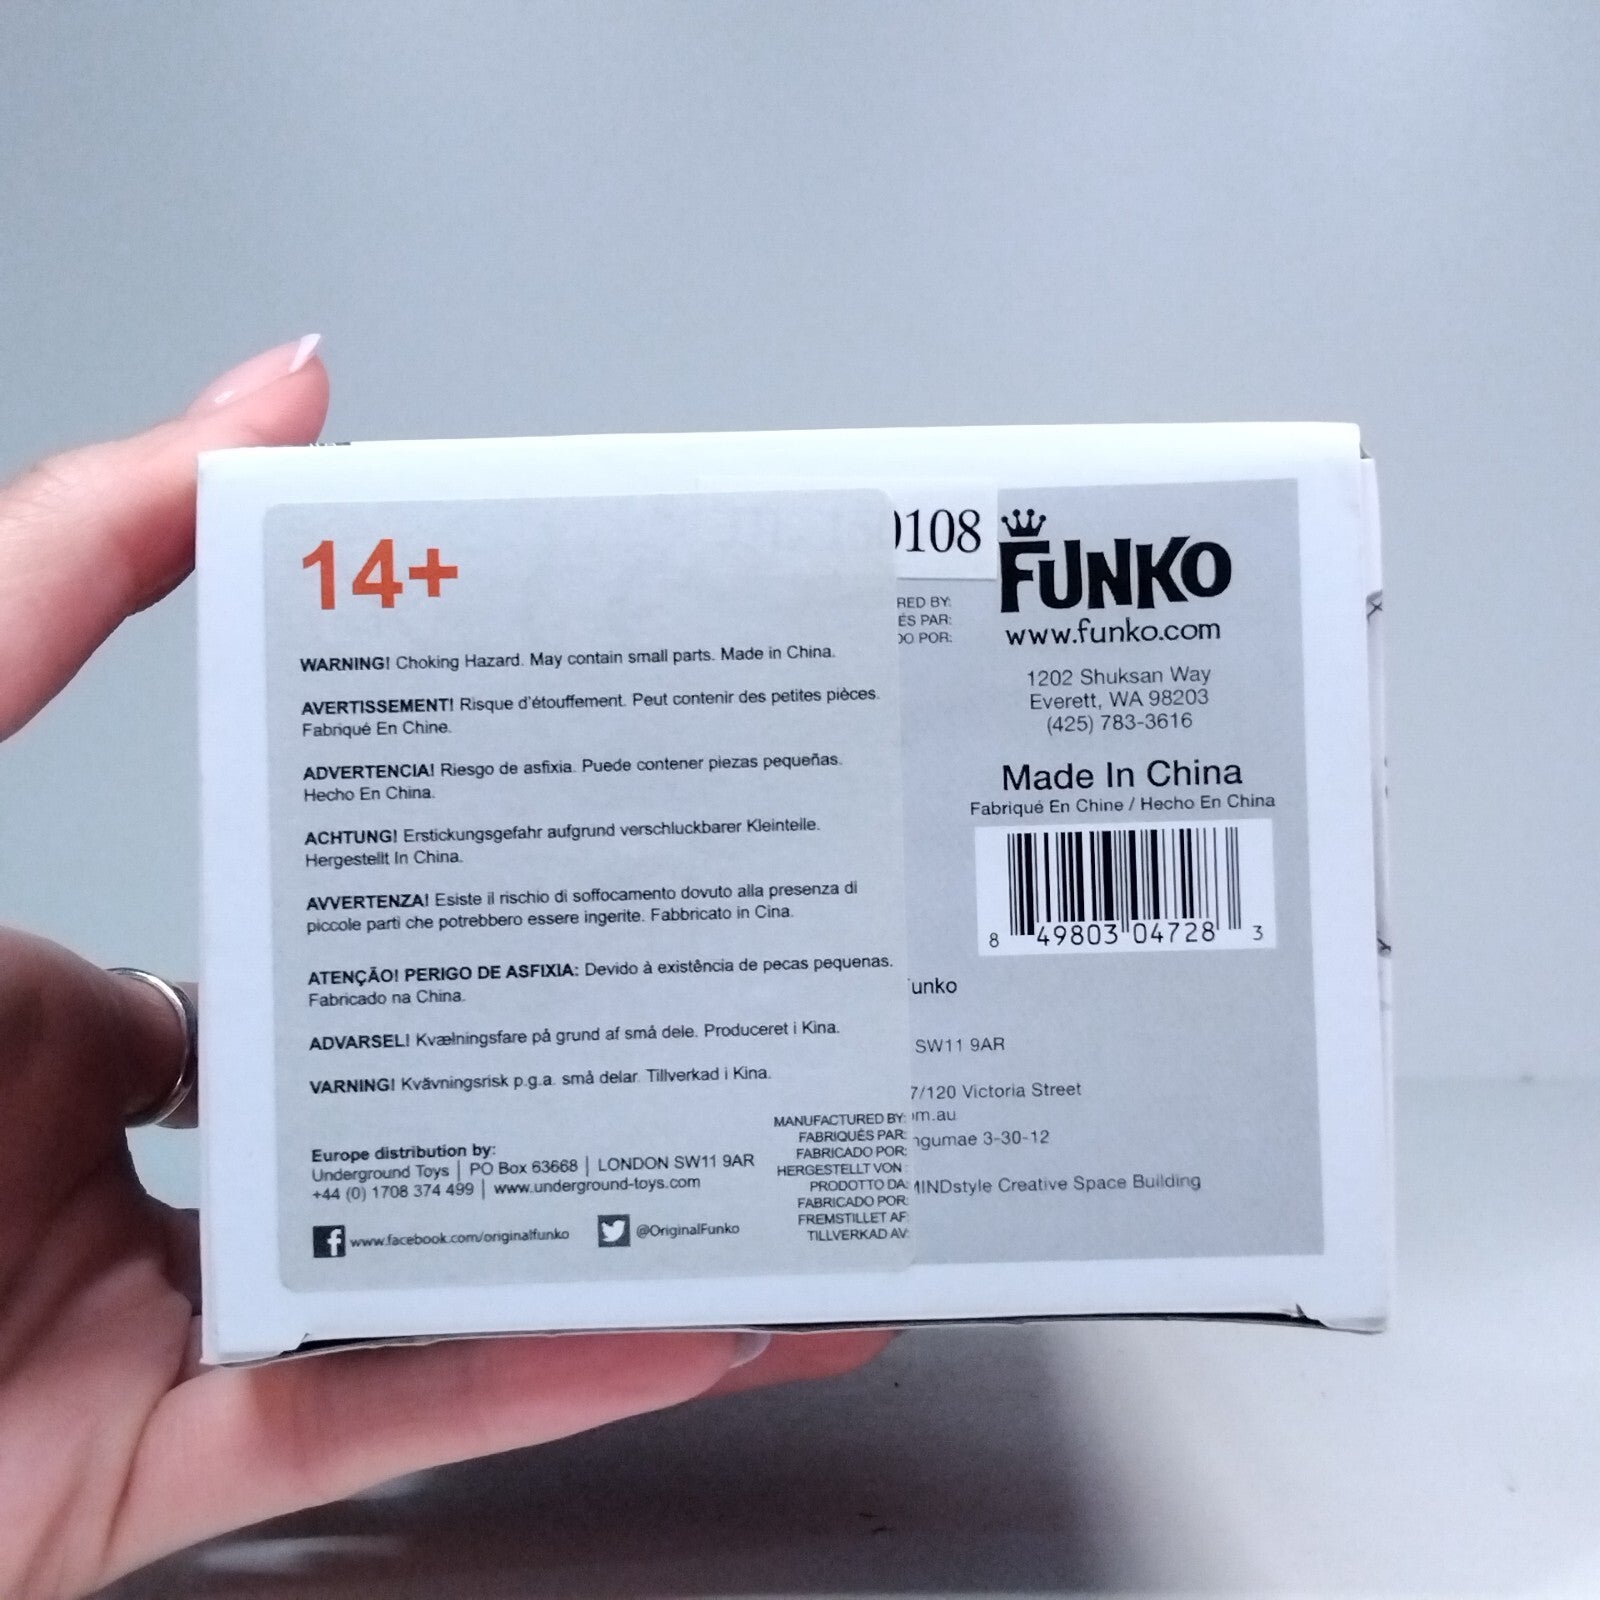 14+
WARNING! Choking Hazard. May contain small parts. Made in China.
AVERTISSEMENT! Risque d'étouffement. Peut contenir des petites pièces.
Fabriqué En Chine.
ADVERTENCIA! Riesgo de asfixia. Puede contener piezas pequeñas.
Hecho En China.
ACHTUNG! Erstickungsgefahr aufgrund verschluckbarer Kleinteile.
Hergestellt In China.
AVVERTENZA! Esiste il rischio di soffocamento dovuto alla presenza di
piccole parti che potrebbero essere ingerite. Fabbricato in Cina.
ATENÇÃO! PERIGO DE ASFIXIA: Devido à existência de pecas pequenas.
Fabricado na China.
ADVARSEL! Kvælningsfare på grund af små dele. Produceret i Kina.
VARNING! Kvävningsrisk p.g.a. små delar. Tillverkad i Kina.
Europe distribution by:
Underground Toys | PO Box 63668 | LONDON SW11 9AR
+44 (0) 1708 374 499 | www.underground-toys.com
www.facebook.com/originalfunko @OriginalFunko
MANUFACTURED BY:
FABRIQUÉS PAR:
FABRICADO POR:
HERGESTELLT VON :
PRODOTTO DA:
FABRICADO POR:
FREMSTILLET AF:
TILLVERKAD AV:
0108
RED BY:
ÉS PAR:
DO POR:
FUNKO
www.funko.com
1202 Shuksan Way
Everett, WA 98203
(425) 783-3616
Made In China
Fabriqué En Chine / Hecho En China
8 49803 04728 3
unko
SW11 9AR
7/120 Victoria Street
m.au
ngumae 3-30-12
MINDstyle Creative Space Building